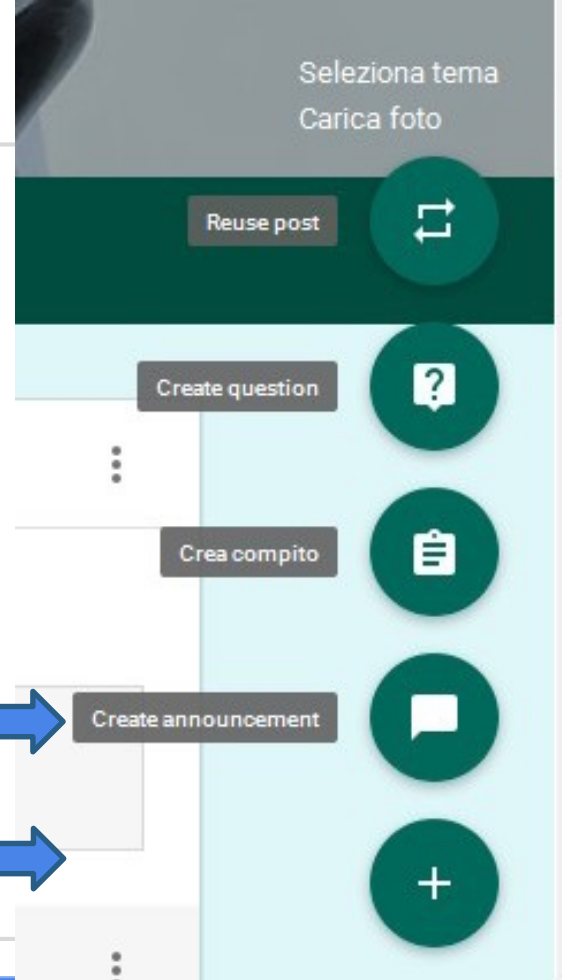 Seleziona tema
Carica foto
Reuse post
Create question
Crea compito
Create announcement